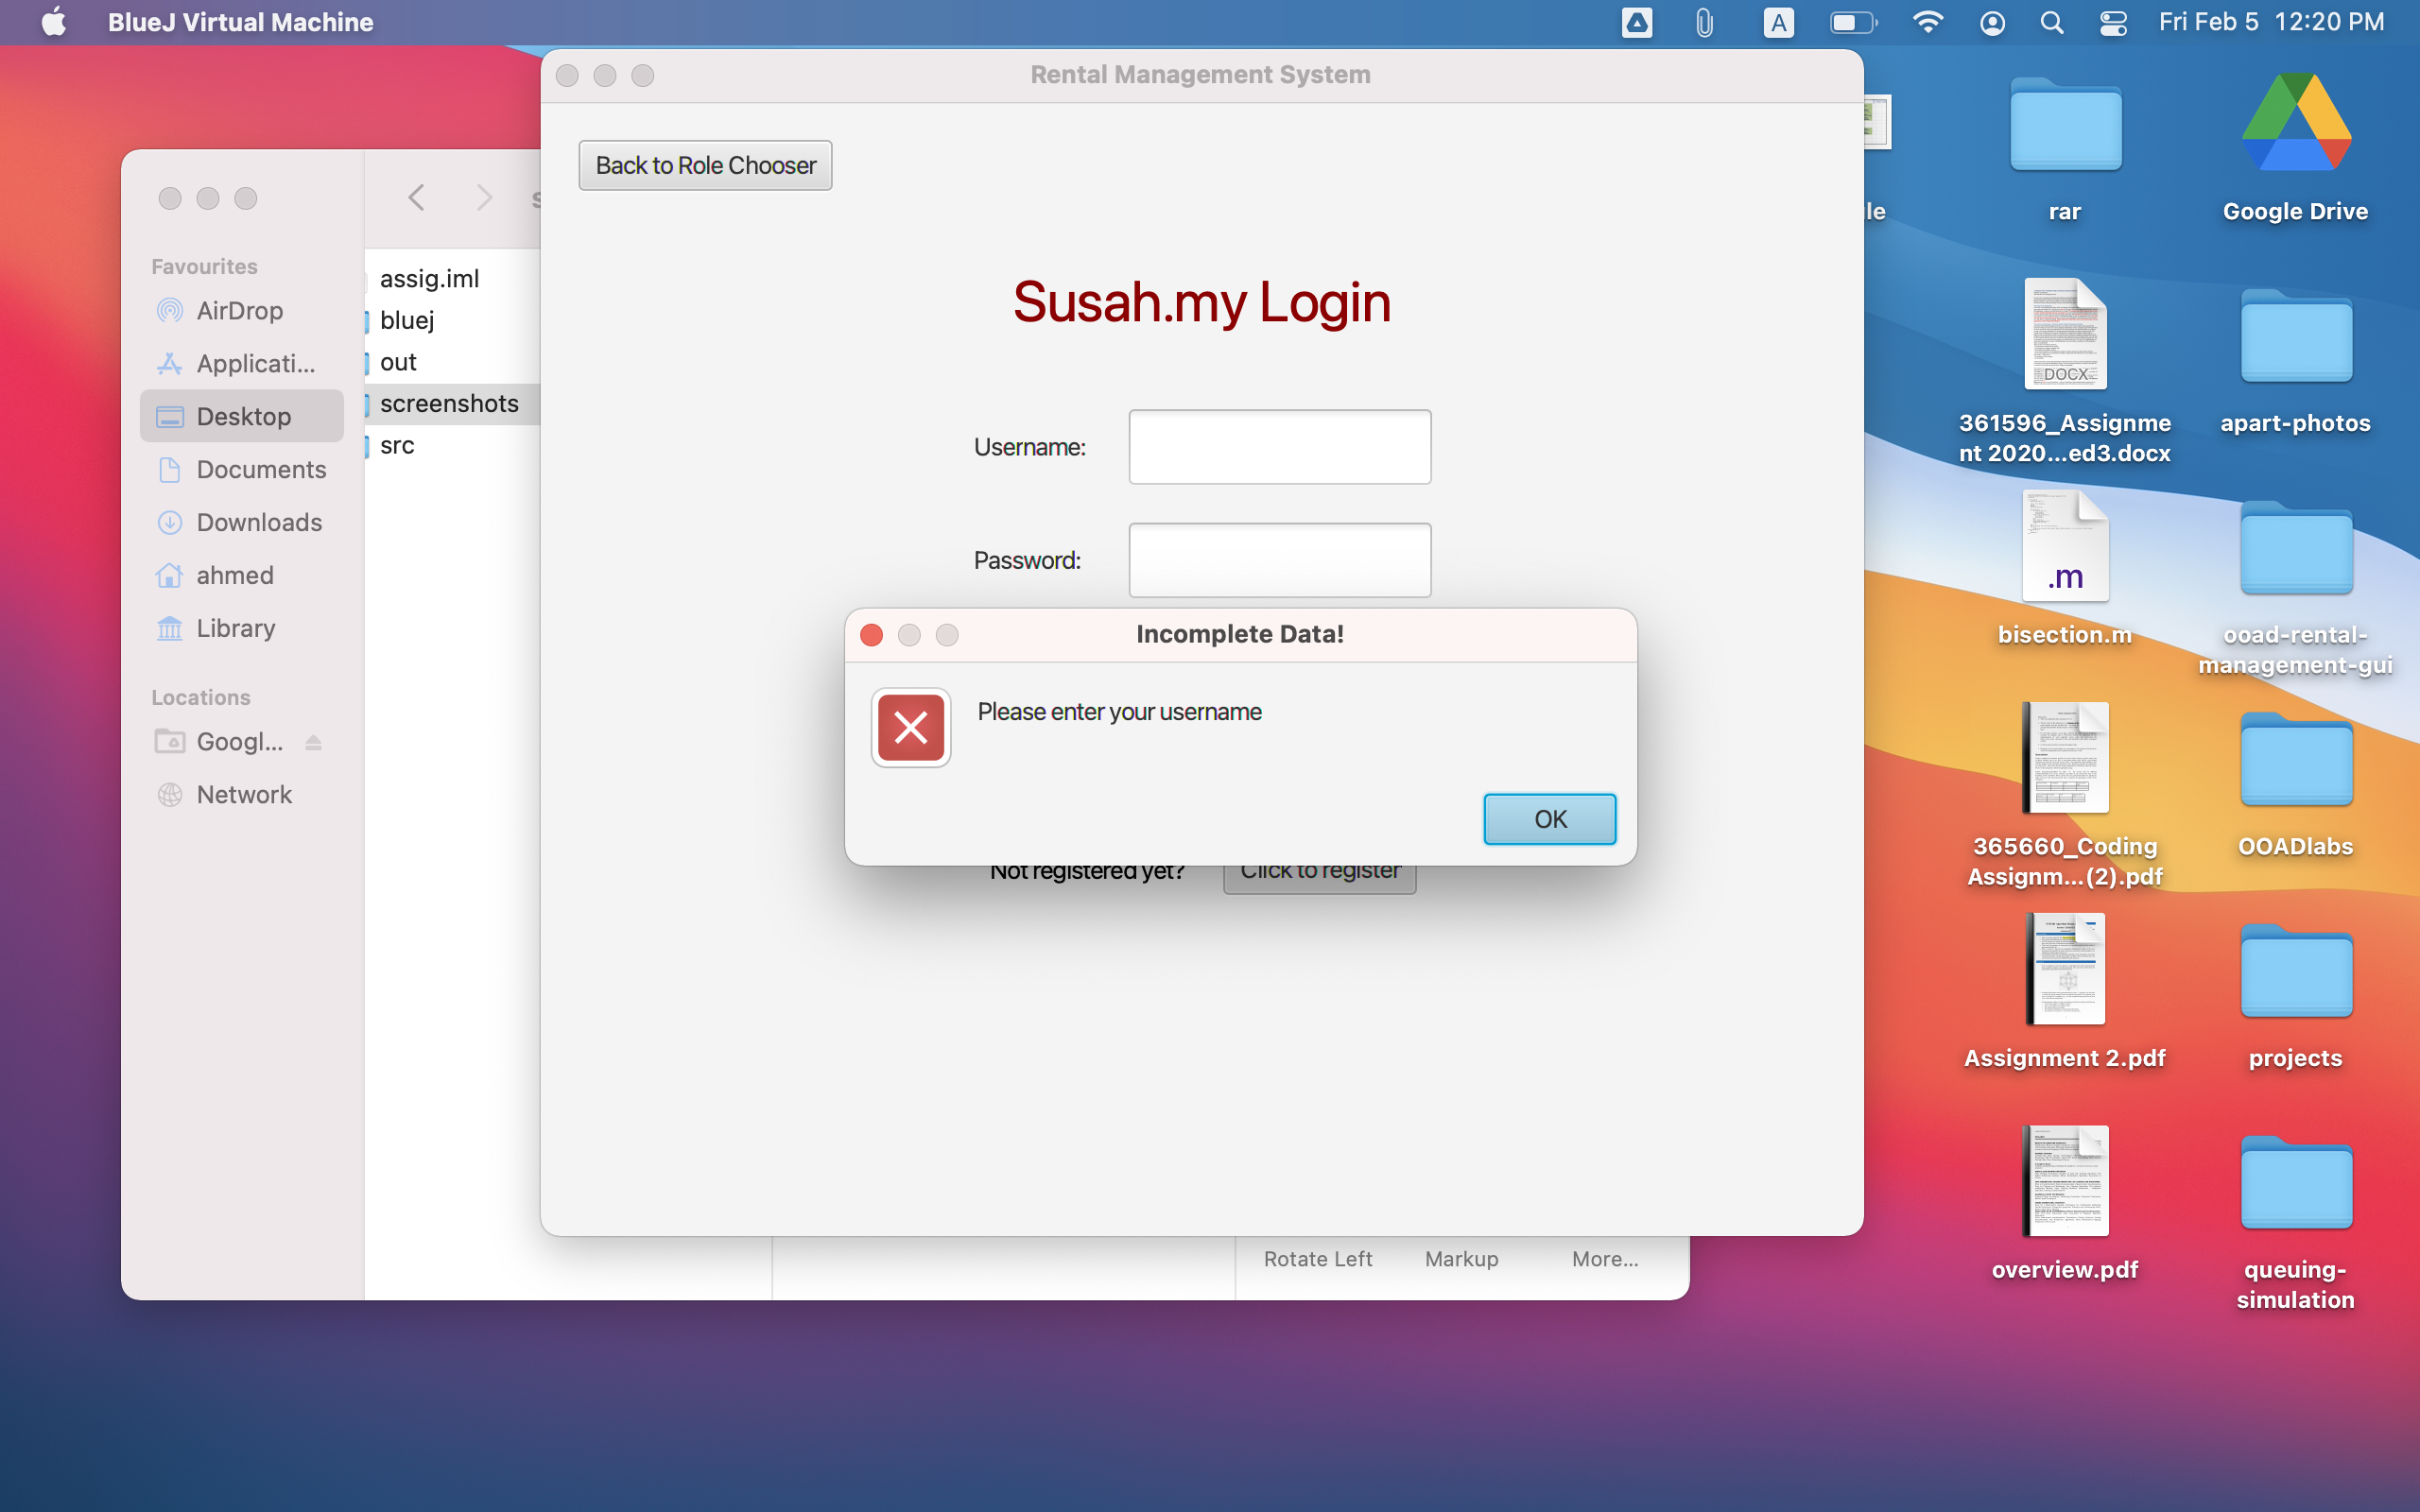 BlueJ Virtual Machine
A
Fri Feb 5 12:20 PM
Rental Management System
Back to Role Chooser
Susah.my Login
Username:
Password:
Incomplete Data!
Please enter your username
OK
Not registered yet?
Click to register
Favourites
AirDrop
Applicati...
Desktop
Documents
Downloads
ahmed
Library
Locations
Googl...
Network
assig.iml
bluej
out
screenshots
src
Rotate Left
Markup
More...
le
rar
Google Drive
DOCX
361596_Assignme
nt 2020...ed3.docx
apart-photos
.m
bisection.m
ooad-rental-
management-gui
365660_Coding
Assignm...(2).pdf
OOADlabs
Assignment 2.pdf
projects
overview.pdf
queuing-
simulation